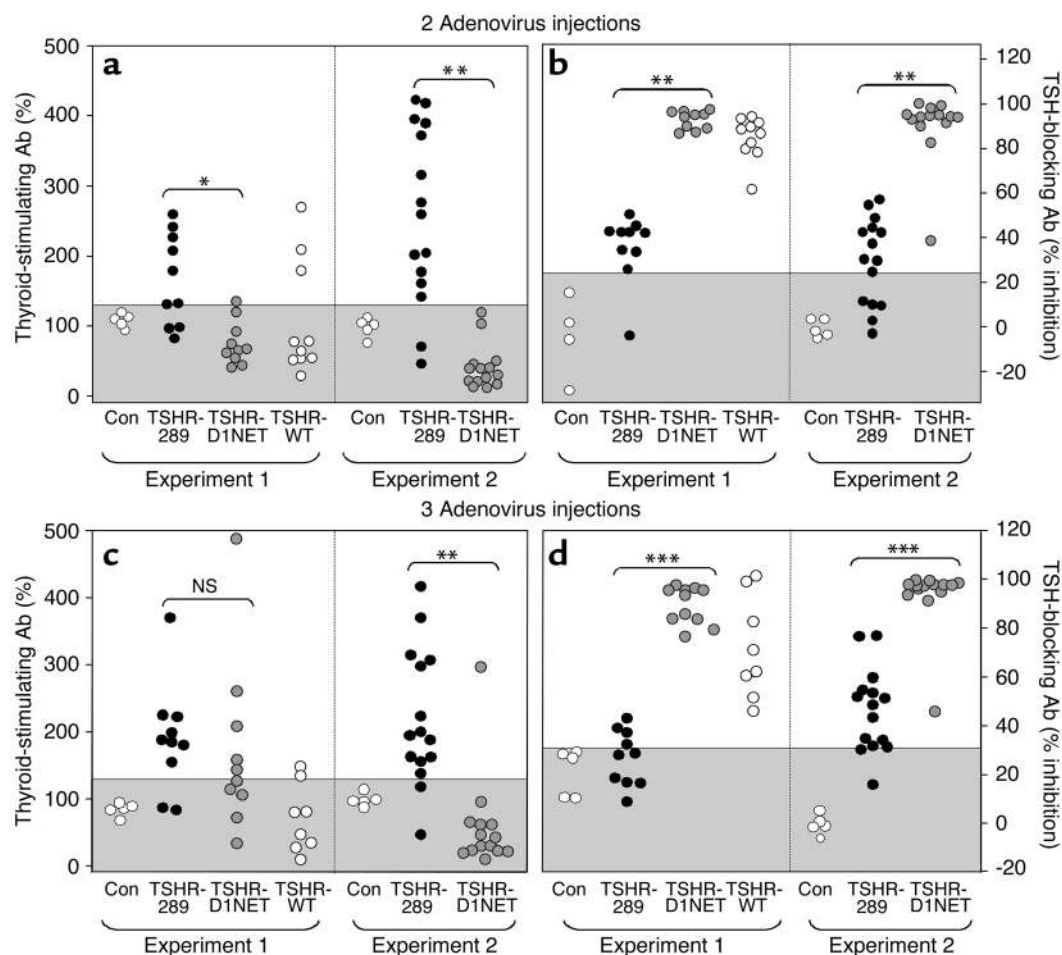 2 Adenovirus injections
a
Thyroid-stimulating Ab (%)
500
400
300
200
100
0
*
**
Con TSHR-289 TSHR-D1NET TSHR-WT
Con TSHR-289 TSHR-D1NET
Experiment 1
Experiment 2
b
**
**
120
100
80
60
40
20
0
-20
TSH-blocking Ab (% inhibition)
Con TSHR-289 TSHR-D1NET TSHR-WT
Con TSHR-289 TSHR-D1NET
Experiment 1
Experiment 2
3 Adenovirus injections
c
Thyroid-stimulating Ab (%)
500
400
300
200
100
0
NS
**
Con TSHR-289 TSHR-D1NET TSHR-WT
Con TSHR-289 TSHR-D1NET
Experiment 1
Experiment 2
d
***
***
120
100
80
60
40
20
0
-20
TSH-blocking Ab (% inhibition)
Con TSHR-289 TSHR-D1NET TSHR-WT
Con TSHR-289 TSHR-D1NET
Experiment 1
Experiment 2